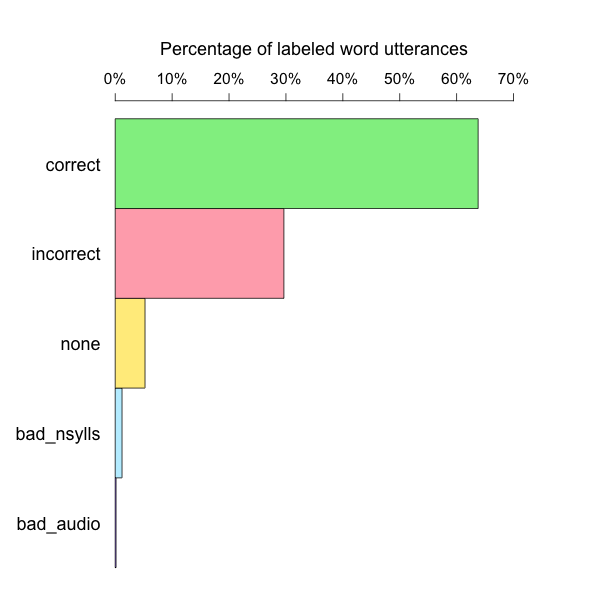 Percentage of labeled word utterances
0% 10% 20% 30% 40% 50% 60% 70%
correct
incorrect
none
bad_nsylls
bad_audio